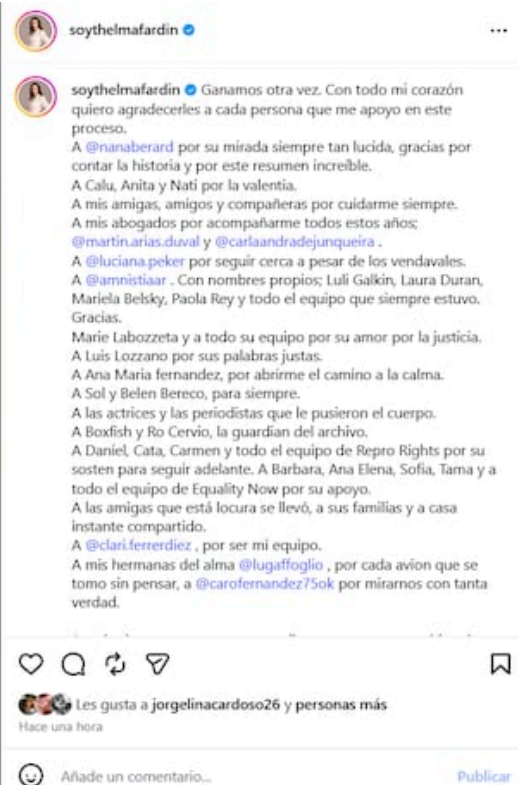 soythelmafardin
soythelmafardin Ganamos otra vez. Con todo mi corazón
quiero agradecerles a cada persona que me apoyo en este
proceso.
A @nanaberard por su mirada siempre tan lucida, gracias por
contar la historia y por este resumen increíble.
A Calu, Anita y Nati por la valentia.
A mis amigas, amigos y compañeras por cuidarme siempre.
A mis abogados por acompañarme todos estos años;
@martin.arias.duval y @carlaandradejunqueira .
A @luciana.peker por seguir cerca a pesar de los vendavales.
A @amnistiaar . Con nombres propios; Luli Galkin, Laura Duran,
Mariela Belsky, Paola Rey y todo el equipo que siempre estuvo.
Gracias.
Marie Labozzeta y a todo su equipo por su amor por la justicia.
A Luis Lozzano por sus palabras justas.
A Ana Maria fernandez, por abrirme el camino a la calma.
A Sol y Belen Bereco, para siempre.
A las actrices y las periodistas que le pusieron el cuerpo.
A Boxfish y Ro Cervio, la guardian del archivo.
A Daniel, Cata, Carmen y todo el equipo de Repro Rights por su
sosten para seguir adelante. A Barbara, Ana Elena, Sofia, Tama y a
todo el equipo de Equality Now por su apoyo.
A las amigas que está locura se llevó, a sus familias y a casa
instante compartido.
A @clari.ferrerdiez , por ser mi equipo.
A mis hermanas del alma @lugaffoglio , por cada avion que se
tomo sin pensar, a @carofernandez75ok por mirarnos con tanta
verdad.
Les gusta a jorgelinacardoso26 y personas más
Hace una hora
Añade un comentario...
Publicar